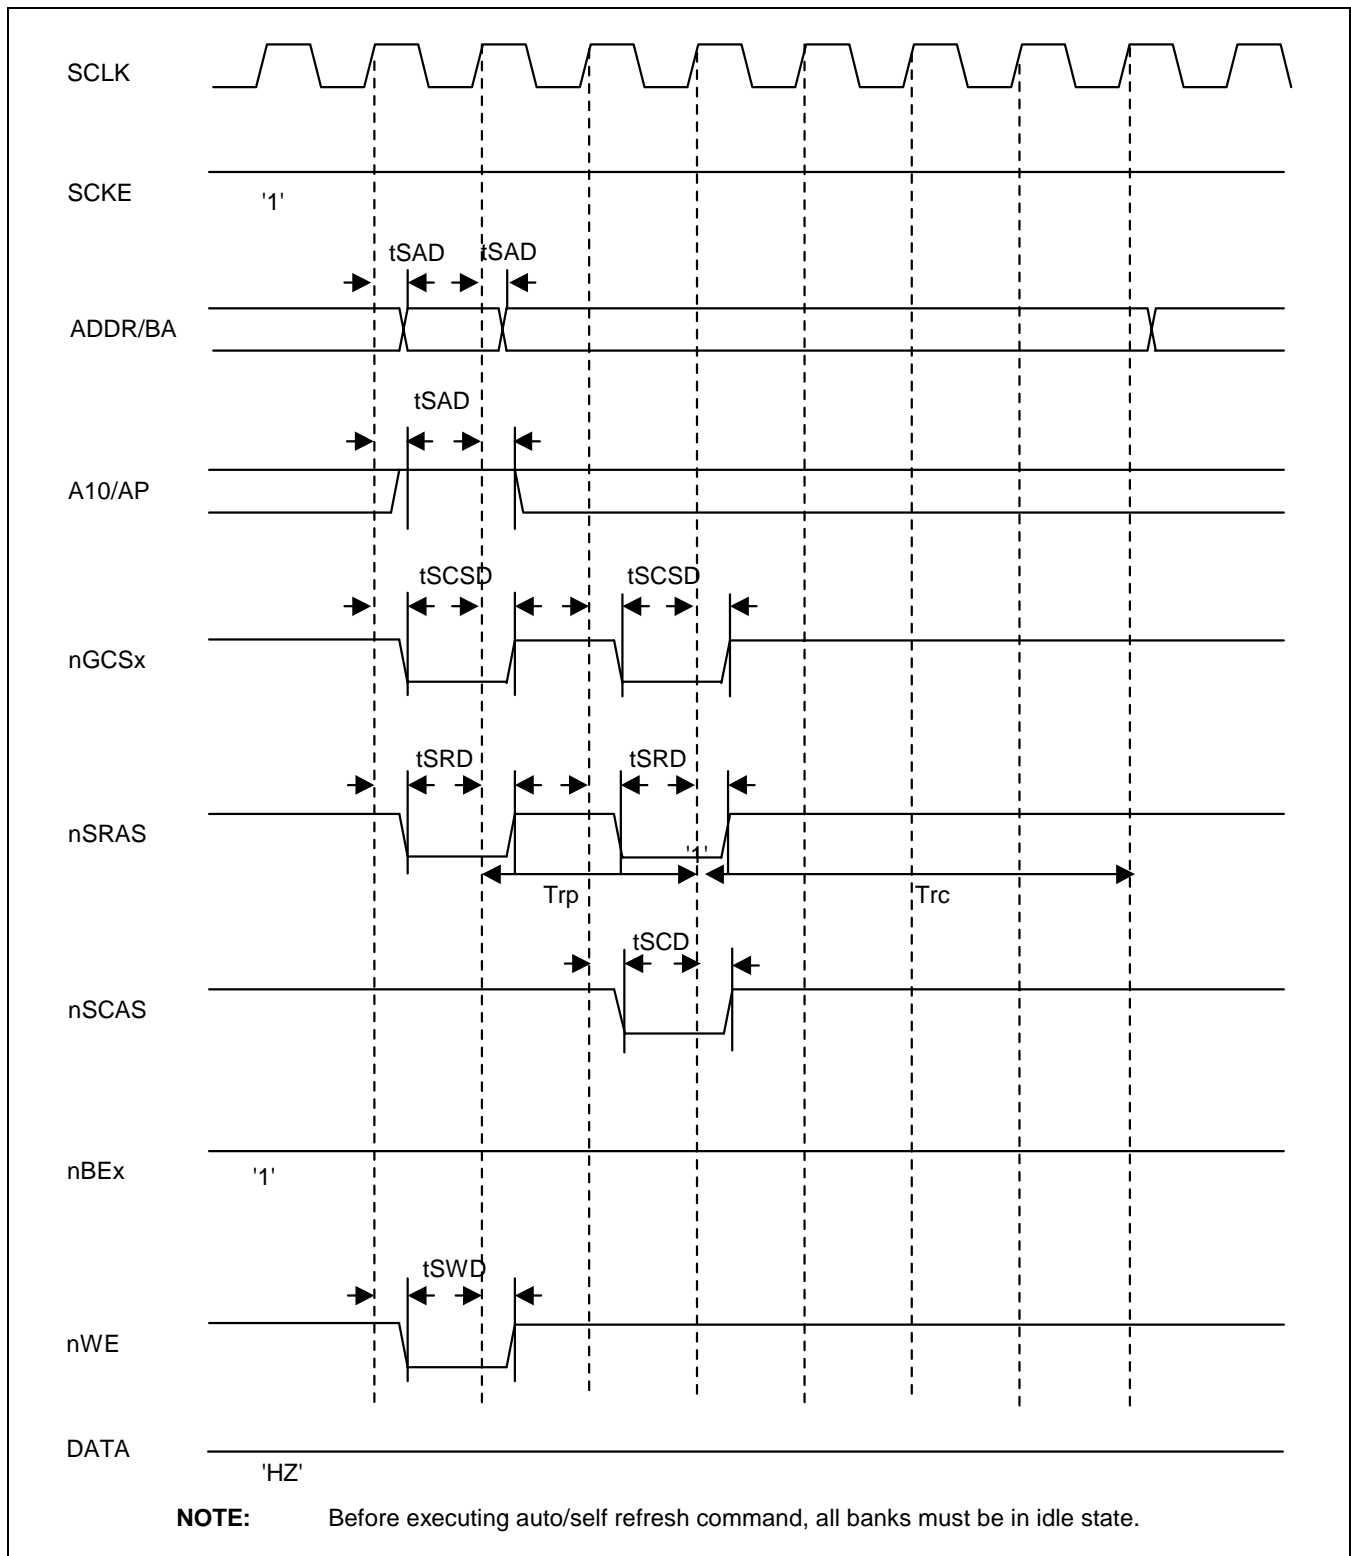 SCLK
SCKE
'1'
tSAD tSAD
ADDR/BA
tSAD
A10/AP
tSCSD tSCSD
nGCSx
tSRD tSRD
nSRAS
'1'
Trp Trc
tSCD
nSCAS
nBEx
'1'
tSWD
nWE
DATA
'HZ'
NOTE: Before executing auto/self refresh command, all banks must be in idle state.